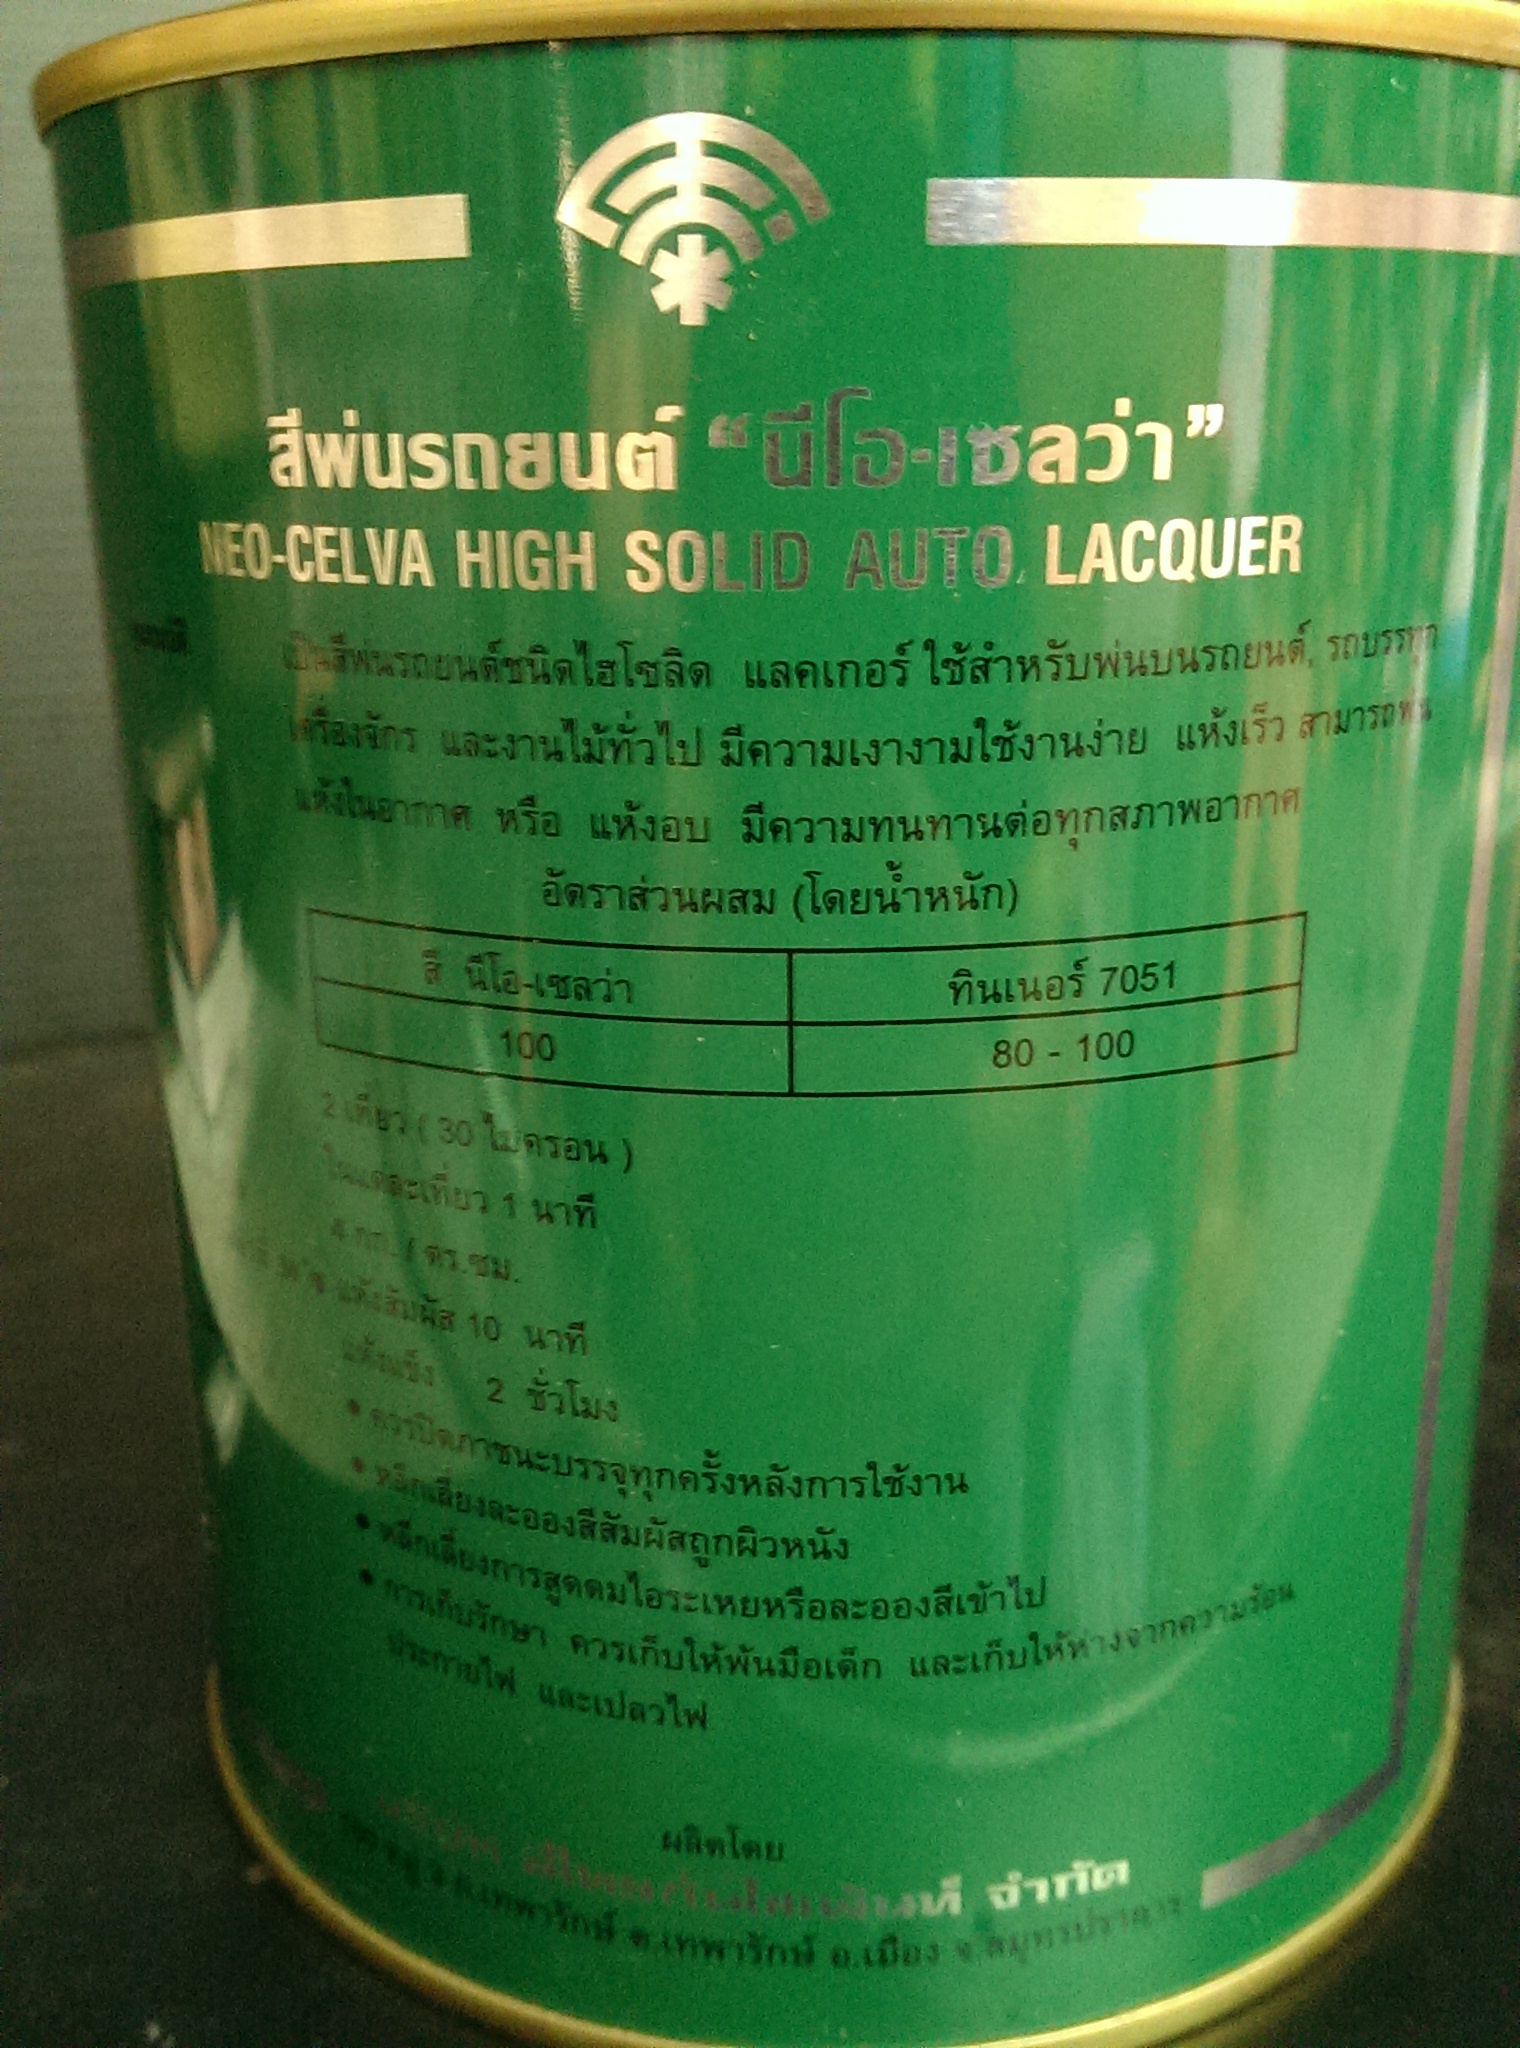 สีพ่นรถยนต์ “นีโอ-เซลว่า”
NEO-CELVA HIGH SOLID AUTO LACQUER
เป็นสีพ่นรถยนต์ชนิดไฮโซลิด แลคเกอร์ ใช้สำหรับพ่นบนรถยนต์, รถบรรทุก
เครื่องจักร และงานไม้ทั่วไป มีความเงางามใช้งานง่าย แห้งเร็ว สามารถพ่น
แห้งในอากาศ หรือ แห้งอบ มีความทนทานต่อทุกสภาพอากาศ
อัตราส่วนผสม (โดยน้ำหนัก)
สี นีโอ-เซลว่า ทินเนอร์ 7051
100 80 - 100
2 เที่ยว ( 30 ไมครอน )
ในแต่ละเที่ยว 1 นาที
4 กก. / ตร.ซม.
แห้งสัมผัส 10 นาที
แห้งแข็ง 2 ชั่วโมง
• ควรปิดภาชนะบรรจุทุกครั้งหลังการใช้งาน
• หลีกเลี่ยงละอองสีสัมผัสถูกผิวหนัง
• หลีกเลี่ยงการสูดดมไอระเหยหรือละอองสีเข้าไป
• การเก็บรักษา ควรเก็บให้พ้นมือเด็ก และเก็บให้ห่างจากความร้อน
ประกายไฟ และเปลวไฟ
ผลิตโดย
จำกัด
ถ.เทพารักษ์ ต.เทพารักษ์ อ.เมือง จ.สมุทรปราการ